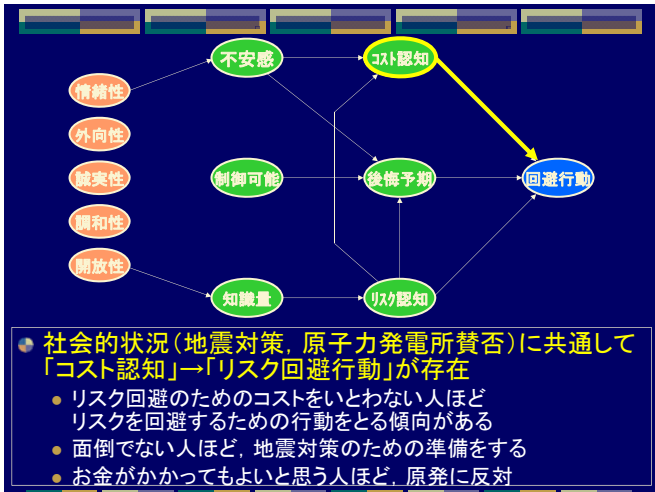 不安感
コスト認知
情緒性
外向性
誠実性
制御可能
後悔予期
回避行動
調和性
開放性
知識量
リスク認知
社会的状況（地震対策，原子力発電所賛否）に共通して
「コスト認知」→「リスク回避行動」が存在
リスク回避のためのコストをいとわない人ほど
リスクを回避するための行動をとる傾向がある
面倒でない人ほど，地震対策のための準備をする
お金がかかってもよいと思う人ほど，原発に反対